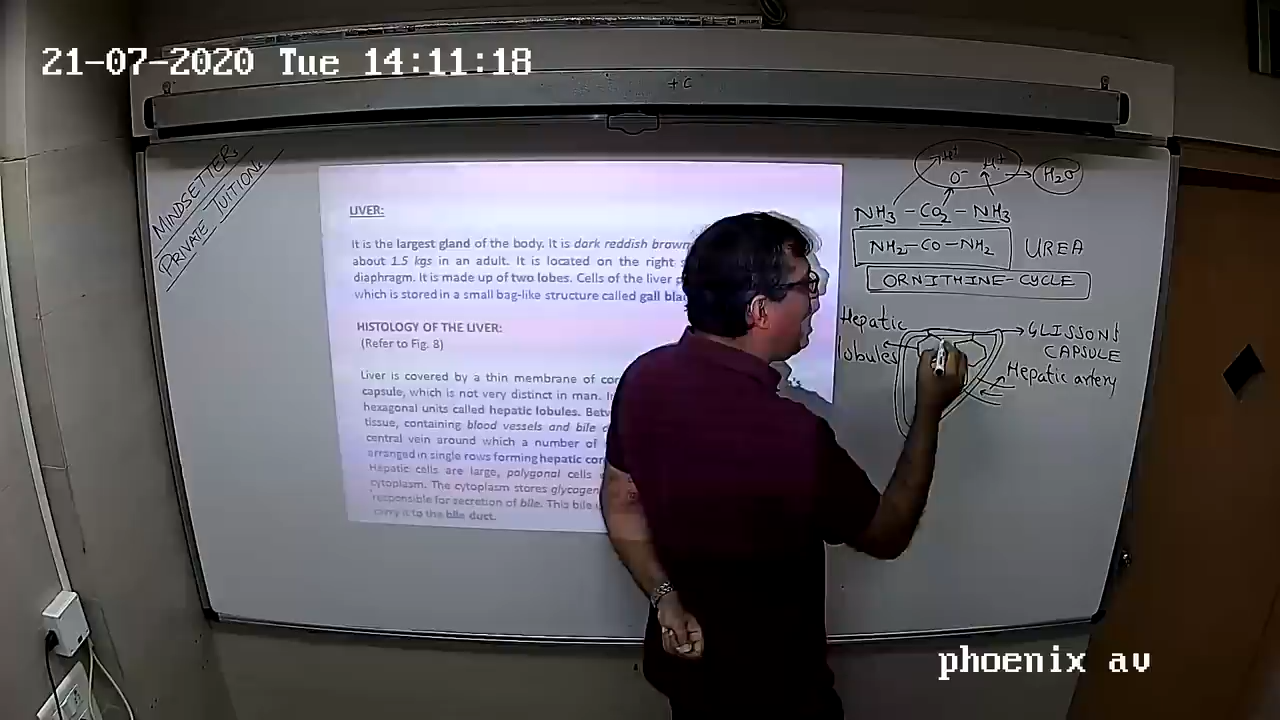 21-07-2020 Tue 14:11:18
+C
MINDSETTERS
PRIVATE TUITIONS
LIVER:
It is the largest gland of the body. It is dark reddish brown
about 1.5 kgs in an adult. It is located on the right
diaphragm. It is made up of two lobes. Cells of the liver
which is stored in a small bag-like structure called gall
HISTOLOGY OF THE LIVER:
(Refer to Fig. 8)
Liver is covered by a thin membrane of
capsule, which is not very distinct in man.
hexagonal units called hepatic lobules.
tissue, containing blood vessels and bile
central vein around which a number of
arranged in single rows forming hepatic
Hepatic cells are large, polygonal cells
cytoplasm. The cytoplasm stores
responsible for secretion of bile. This bile
carry it to the bile duct.
H+ H+
O- H2O
NH3 - CO2 - NH3
NH2 - CO - NH2 UREA
ORNITHINE-CYCLE
Hepatic
lobules
GLISSON'S
CAPSULE
Hepatic artery
phoenix av